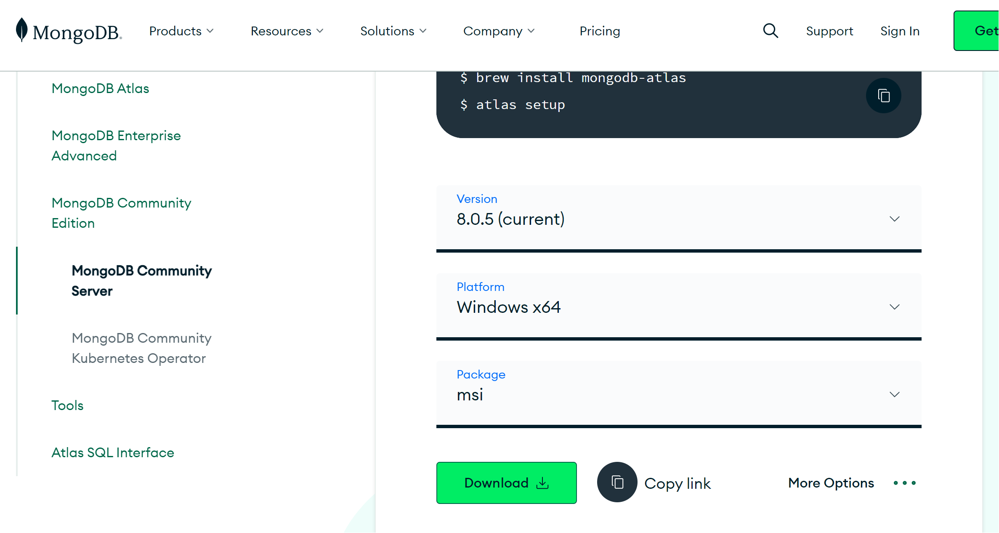 MongoDB®
Products
Resources
Solutions
Company
Pricing
Support
Sign In
Get
MongoDB Atlas
MongoDB Enterprise
Advanced
MongoDB Community
Edition
MongoDB Community
Server
MongoDB Community
Kubernetes Operator
Tools
Atlas SQL Interface
$ brew install mongodb-atlas
$ atlas setup
Version
8.0.5 (current)
Platform
Windows x64
Package
msi
Download
Copy link
More Options